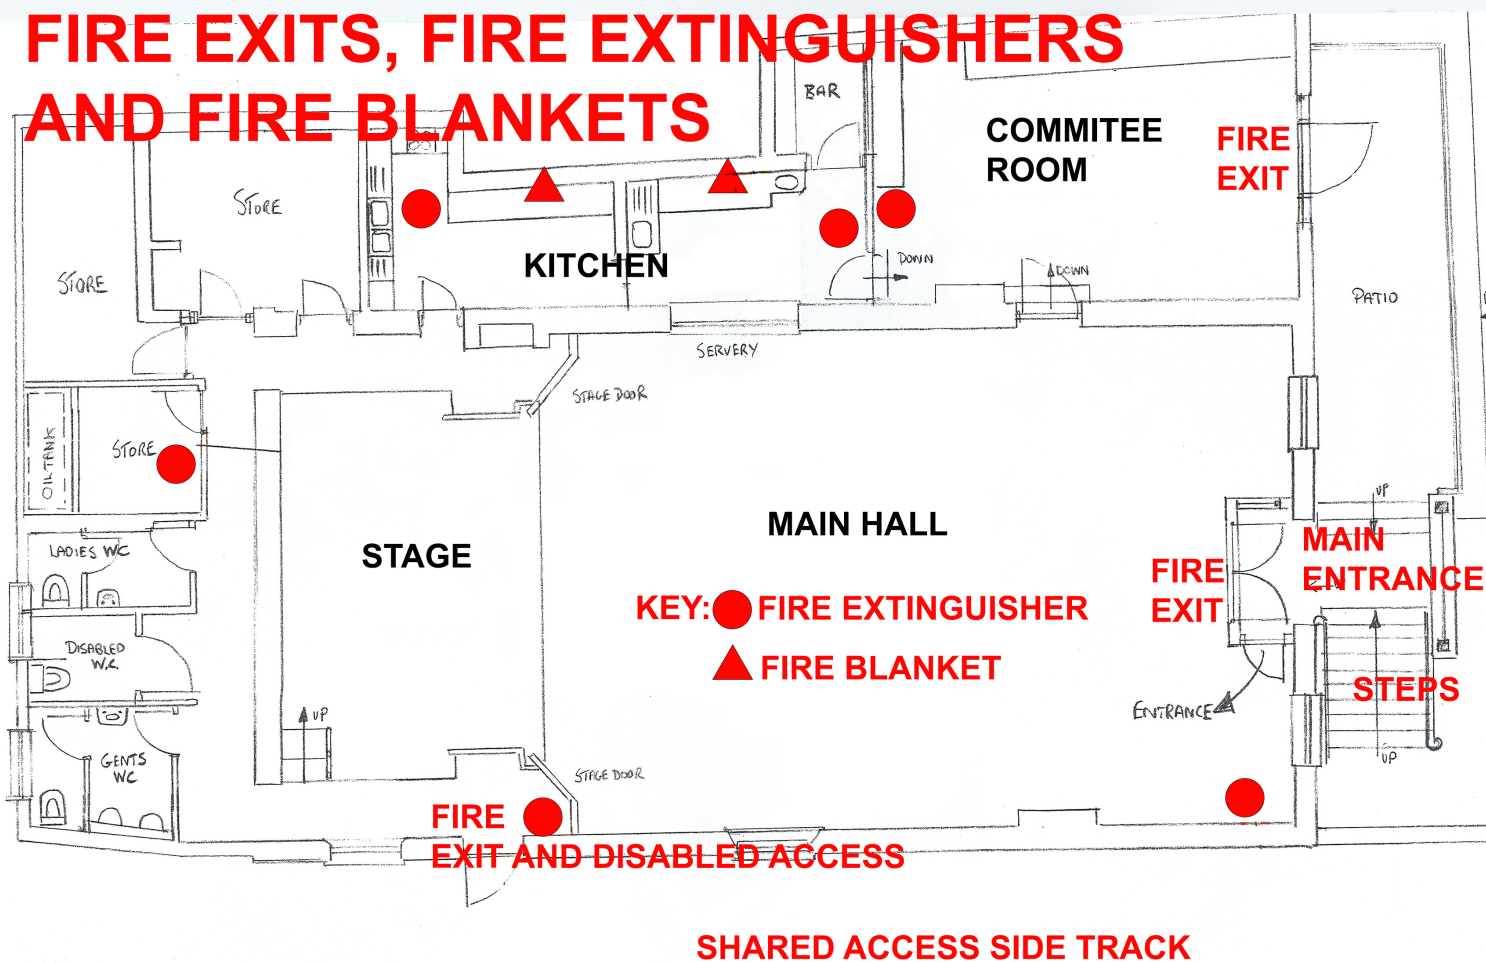 FIRE EXITS, FIRE EXTINGUISHERS
AND FIRE BLANKETS
BAR
COMMITEE
ROOM
FIRE
EXIT
STORE
STORE
KITCHEN
DOWN
DOWN
PATIO
SERVERY
STAGE DOOR
OIL TANK
STORE
UP
MAIN HALL
STAGE
MAIN
ENTRANCE
LADIES WC
FIRE
EXIT
KEY:
FIRE EXTINGUISHER
DISABLED
W.C.
FIRE BLANKET
STEPS
ENTRANCE
UP
UP
GENTS
WC
STAGE DOOR
FIRE
EXIT AND DISABLED ACCESS
SHARED ACCESS SIDE TRACK